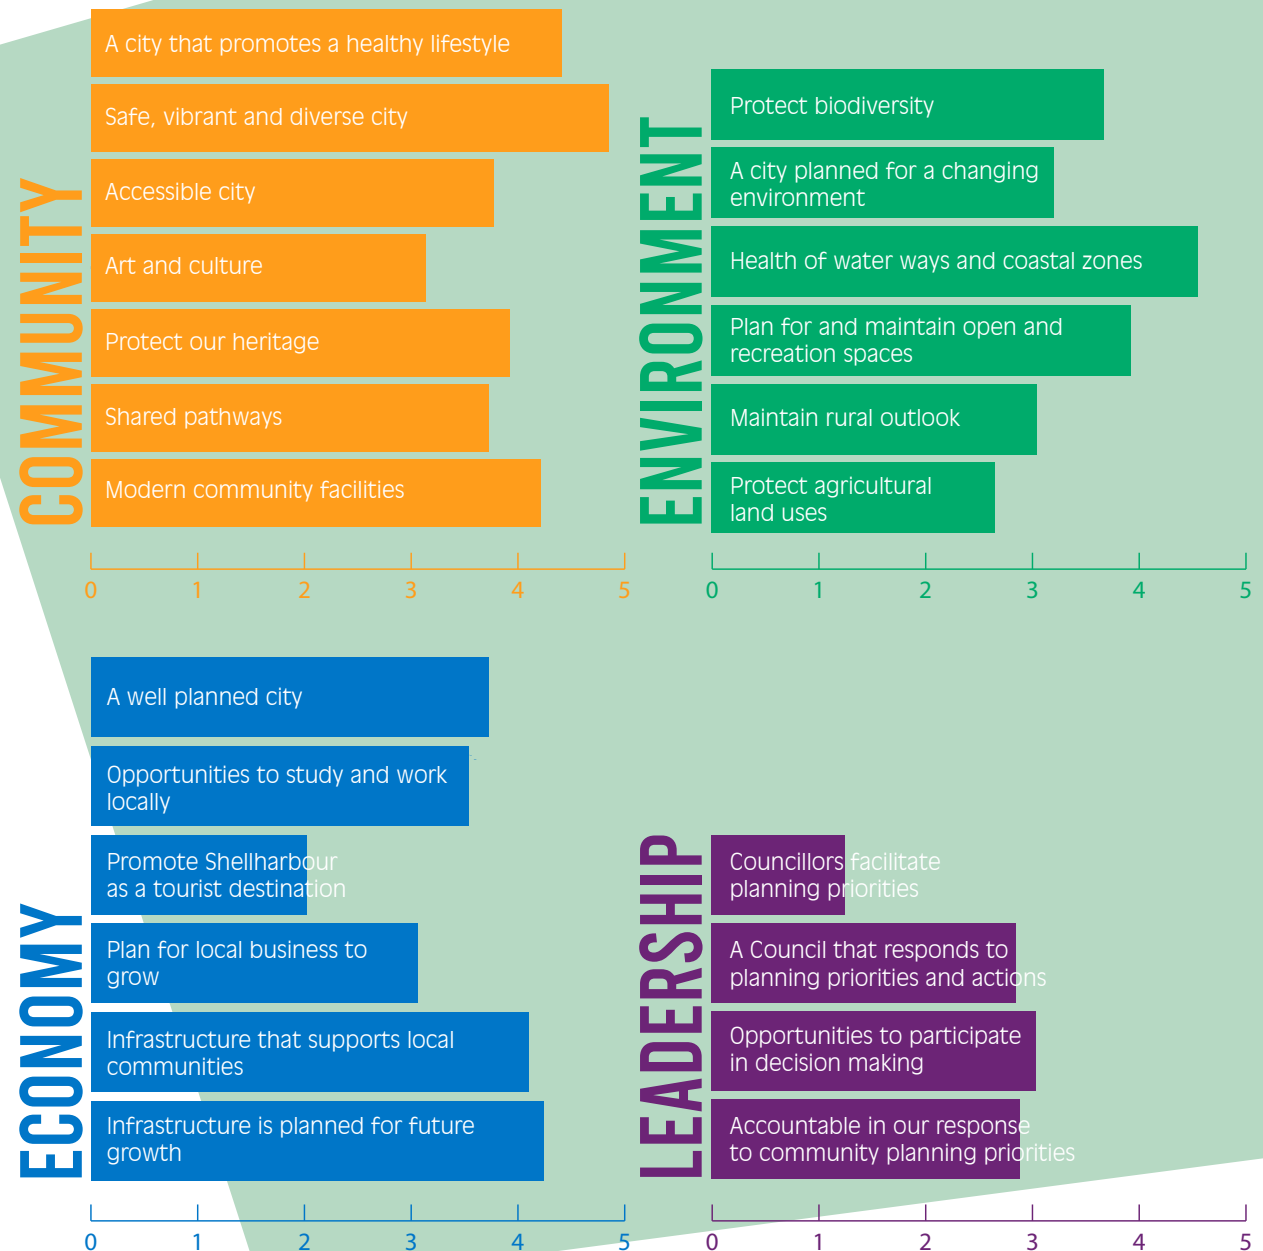 COMMUNITY
A city that promotes a healthy lifestyle
Safe, vibrant and diverse city
Accessible city
Art and culture
Protect our heritage
Shared pathways
Modern community facilities
0 1 2 3 4 5
ENVIRONMENT
Protect biodiversity
A city planned for a changing
environment
Health of water ways and coastal zones
Plan for and maintain open and
recreation spaces
Maintain rural outlook
Protect agricultural
land uses
0 1 2 3 4 5
ECONOMY
A well planned city
Opportunities to study and work
locally
Promote Shellharbour
as a tourist destination
Plan for local business to
grow
Infrastructure that supports local
communities
Infrastructure is planned for future
growth
0 1 2 3 4 5
LEADERSHIP
Councillors facilitate
planning priorities
A Council that responds to
planning priorities and actions
Opportunities to participate
in decision making
Accountable in our response
to community planning priorities
0 1 2 3 4 5